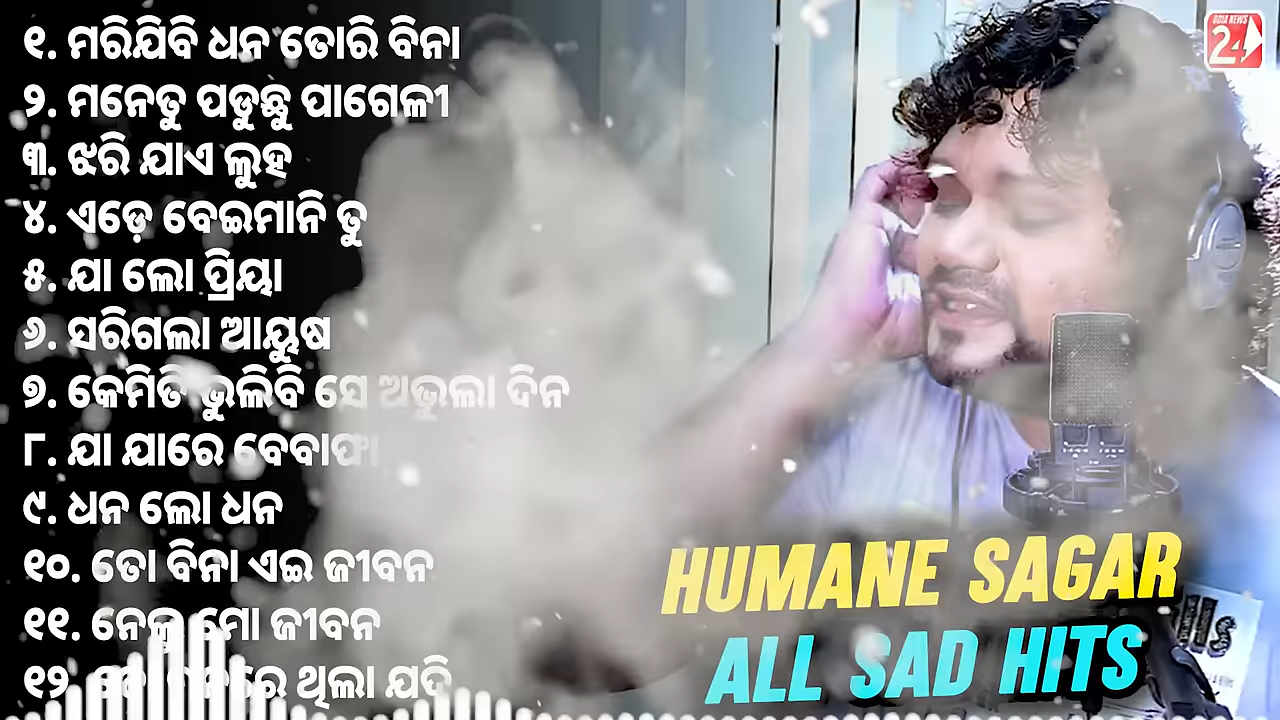 ୧. ମରିଯିବି ଧନ ତୋରି ବିନା
୨. ମନେତୁ ପଡୁଛୁ ପାଗେଳୀ
୩. ଝରି ଯାଏ ଲୁହ
୪. ଏଡ଼େ ବେଇମାନି ତୁ
୫. ଯା ଲୋ ପ୍ରିୟା
୬. ସରିଗଲା ଆୟୁଷ
୭. କେମିତି ଭୁଲିବି ସେ ଅଭୁଲା ଦିନ
୮. ଯା ଯାରେ ବେବାଫା
୯. ଧନ ଲୋ ଧନ
୧୦. ତୋ ବିନା ଏଇ ଜୀବନ
୧୧. ମୋ ଜୀବନ
୧୨. ଥିଲା ଯଦି
ODIA NEWS
24
HUMANE SAGAR
ALL SAD HITS